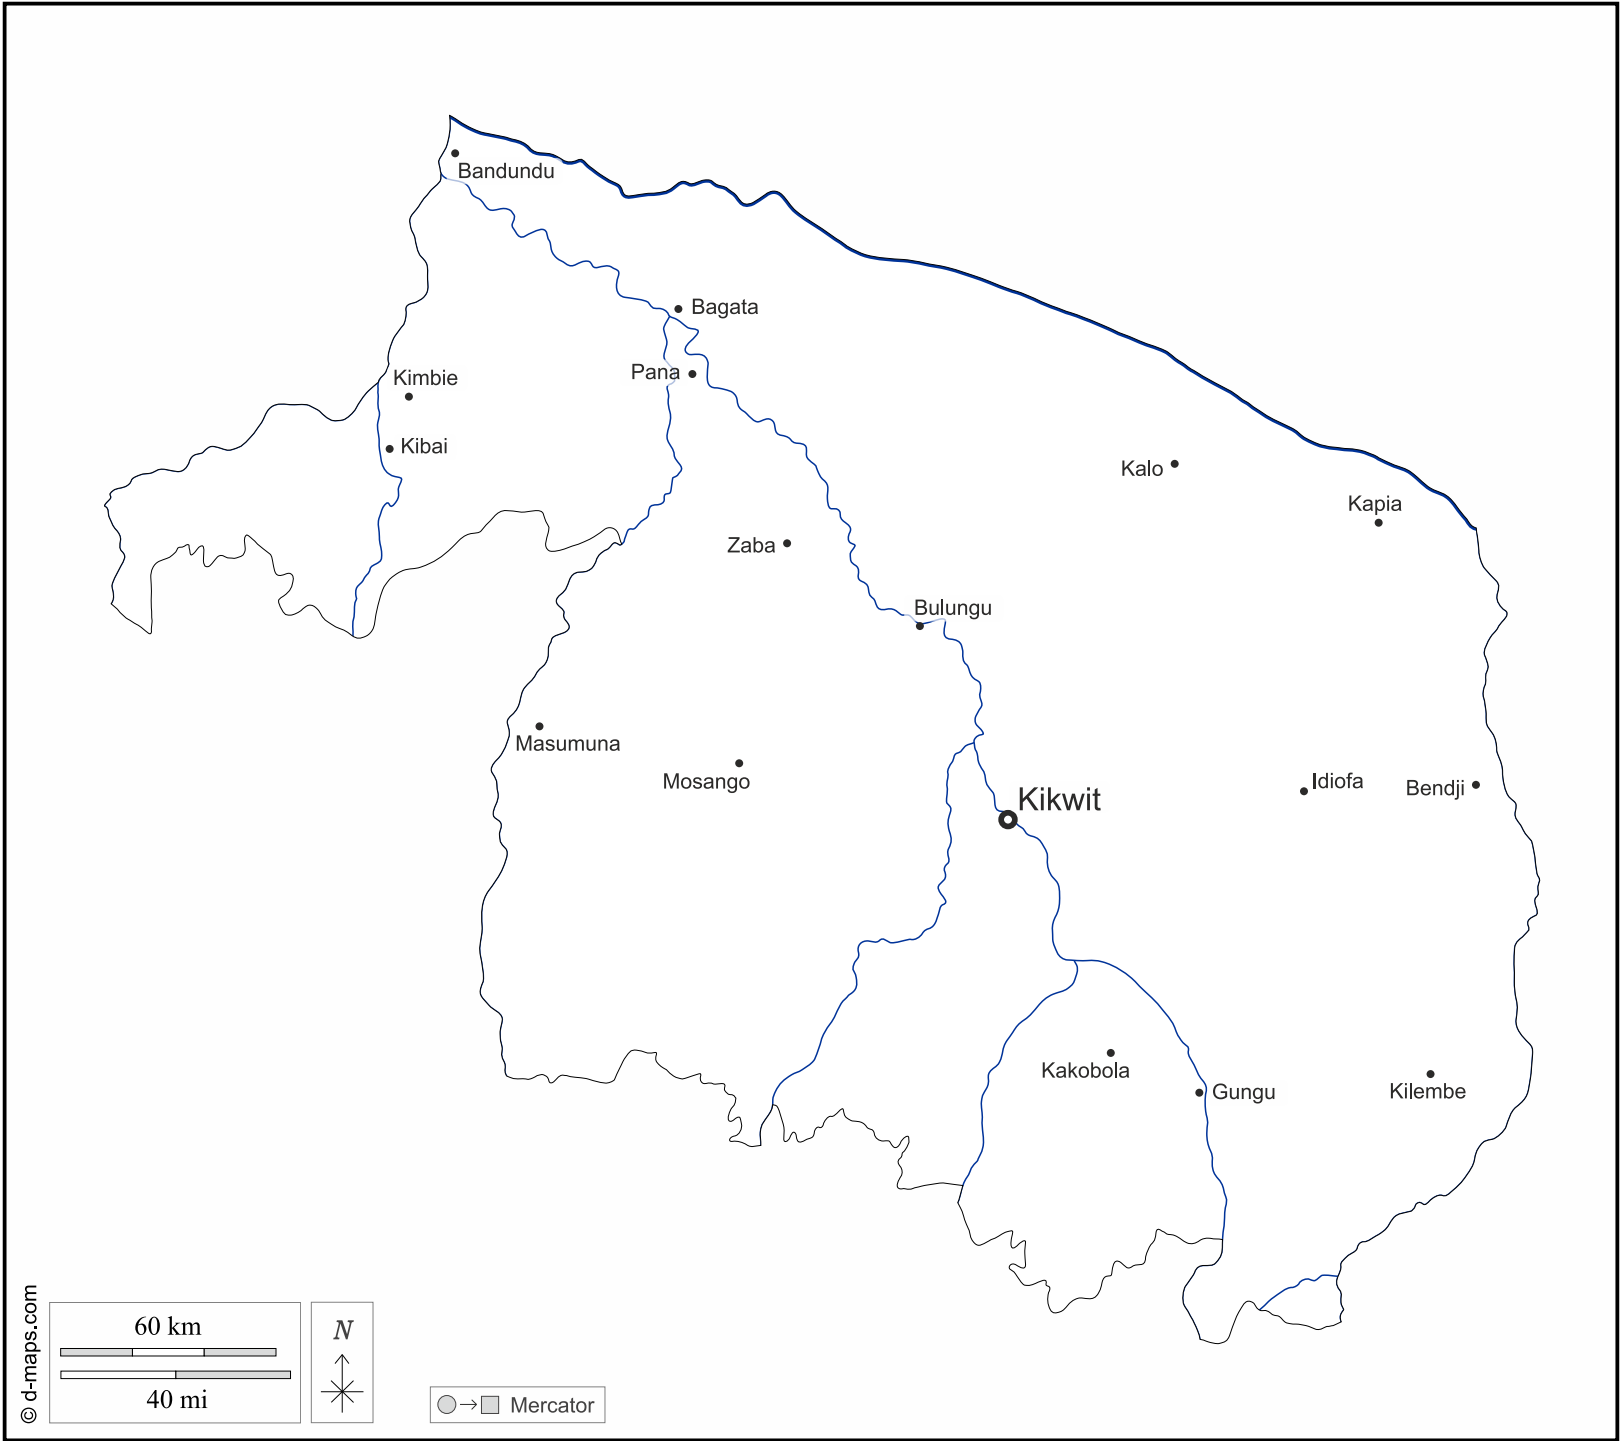 Bandundu
Bagata
Pana
Kimbie
Kibai
Kalo
Kapia
Zaba
Bulungu
Masumuna
Mosango
Kikwit
Idiofa
Bendji
Kakobola
Gungu
Kilembe
© d-maps.com
60 km
40 mi
N
Mercator